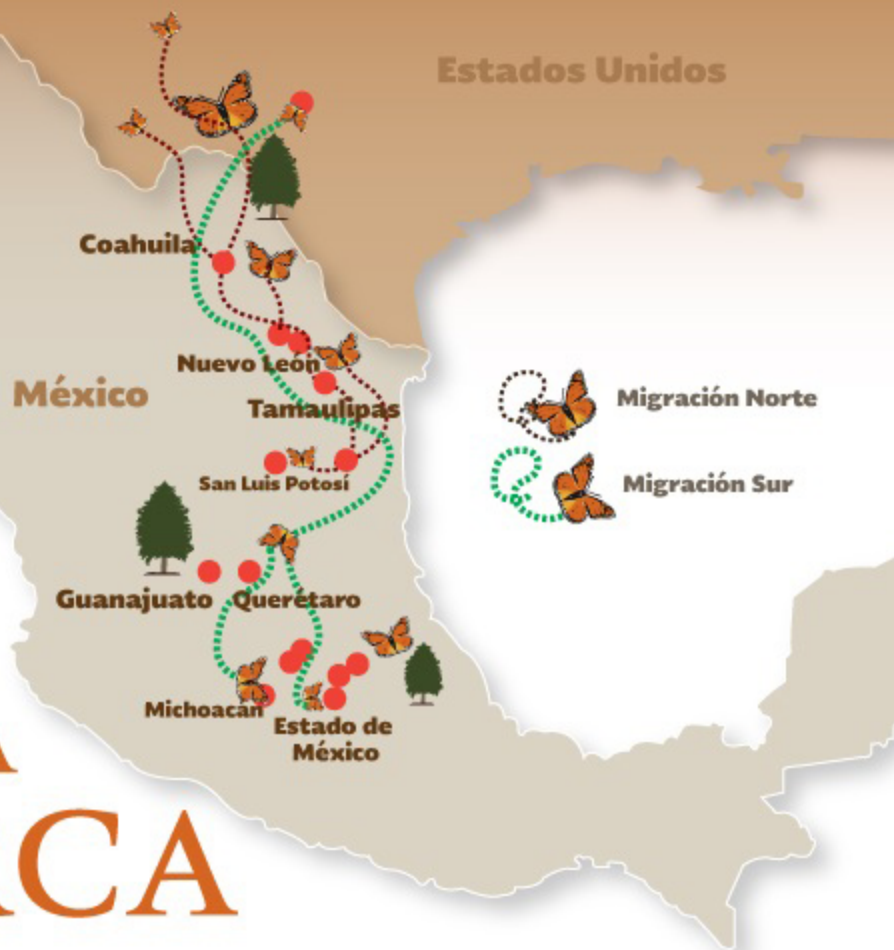 Estados Unidos
Coahuila
Nuevo León
México
Tamaulipas
Migración Norte
San Luis Potosí
Migración Sur
Guanajuato
Querétaro
Michoacán
Estado de
México
A
ACA